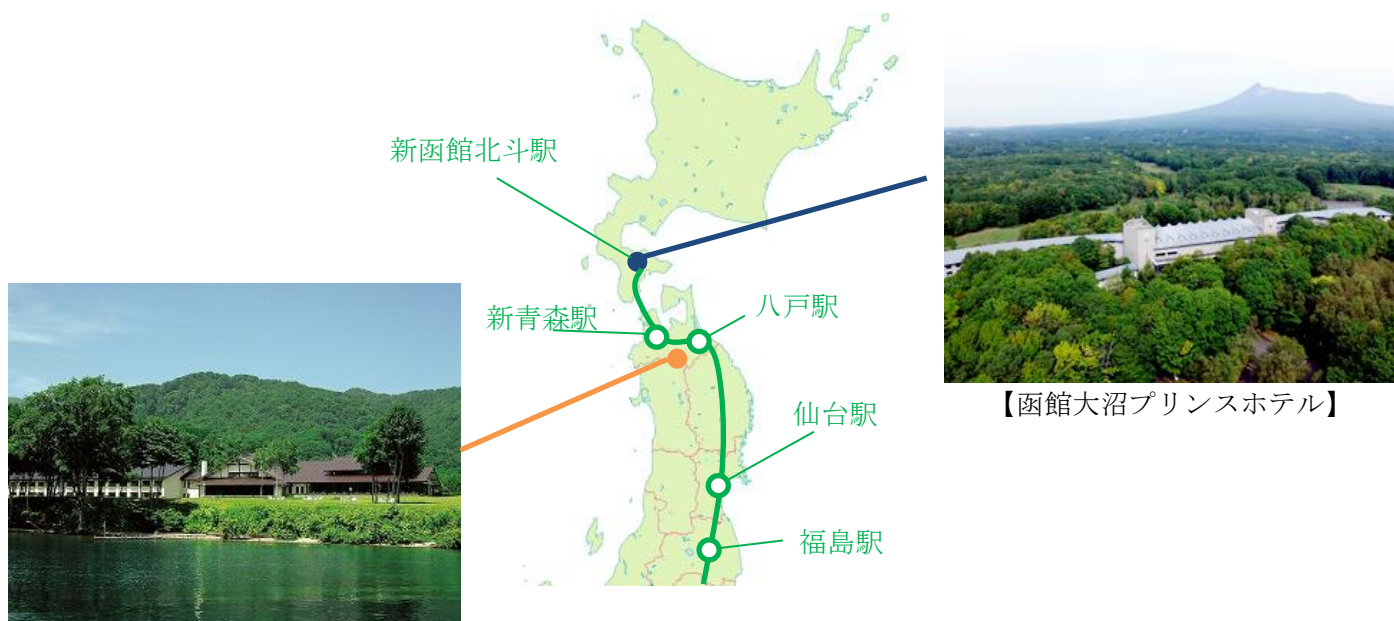 新函館北斗駅
新青森駅
八戸駅
【函館大沼プリンスホテル】
仙台駅
福島駅